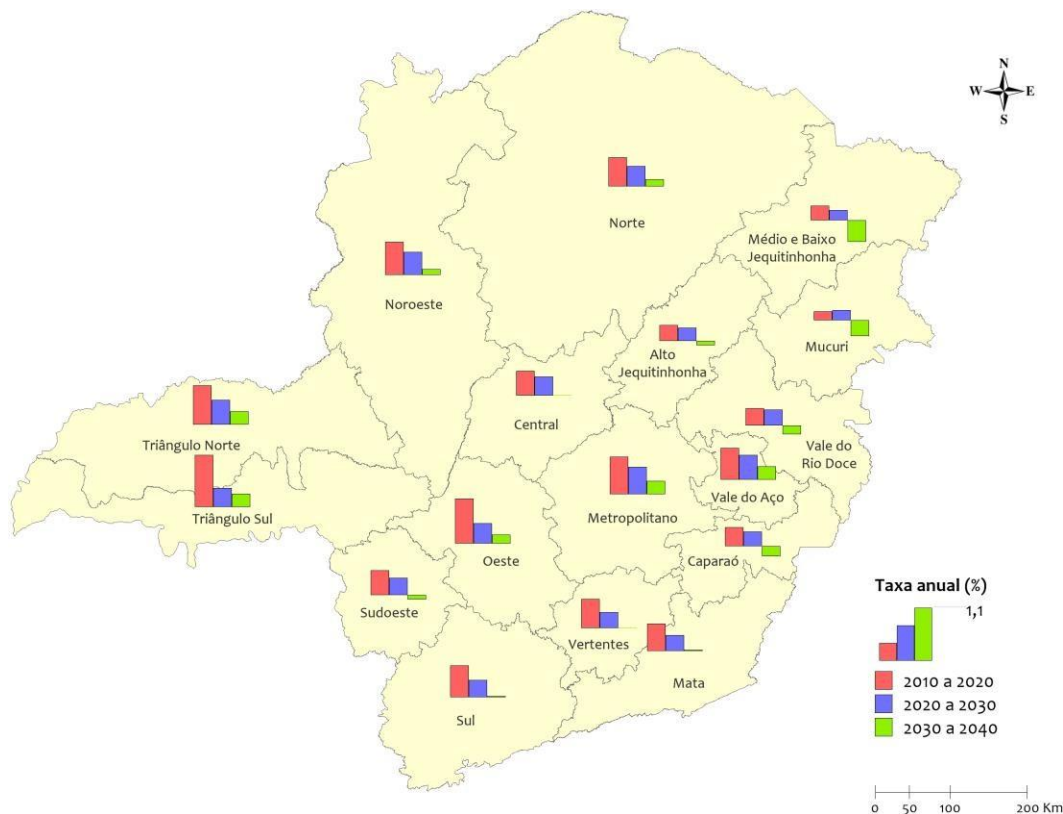 N
W E
S
Norte
Médio e Baixo
Jequitinhonha
Noroeste
Mucuri
Alto
Jequitinhonha
Central
Triângulo Norte
Vale do
Rio Doce
Vale do Aço
Triângulo Sul
Metropolitano
Oeste
Caparaó
Sudoeste
Vertentes
Mata
Sul
Taxa anual (%)
1,1
2010 a 2020
2020 a 2030
2030 a 2040
0 50 100 200 Km